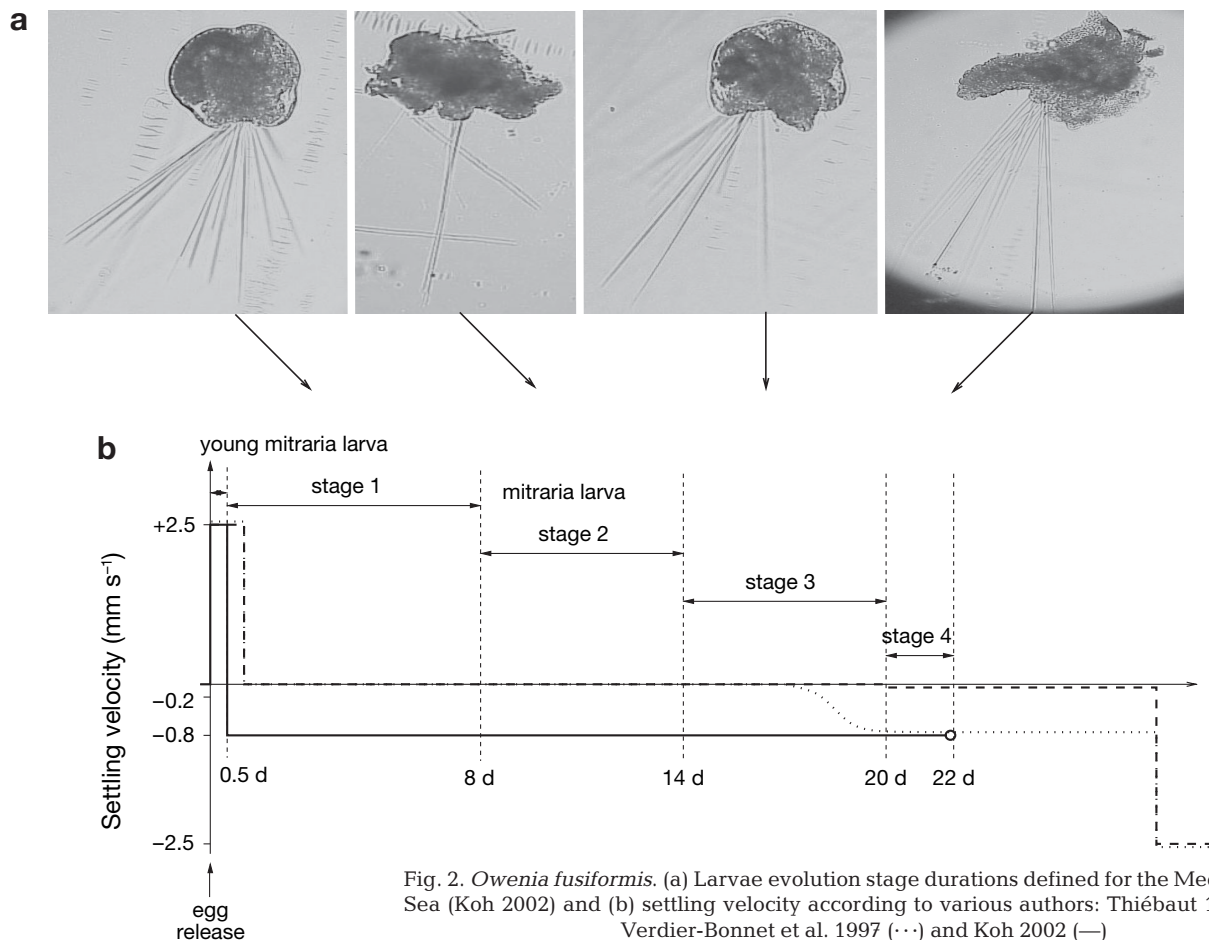 a
b
young mitraria larva
stage 1
mitraria larva
stage 2
stage 3
stage 4
Settling velocity (mm s⁻¹)
+2.5
−0.2
−0.8
−2.5
0.5 d
8 d
14 d
20 d
22 d
egg
release
Fig. 2. Owenia fusiformis. (a) Larvae evolution stage durations defined for the
Sea (Koh 2002) and (b) settling velocity according to various authors: Thiébaut
Verdier-Bonnet et al. 1997 (···) and Koh 2002 (—)